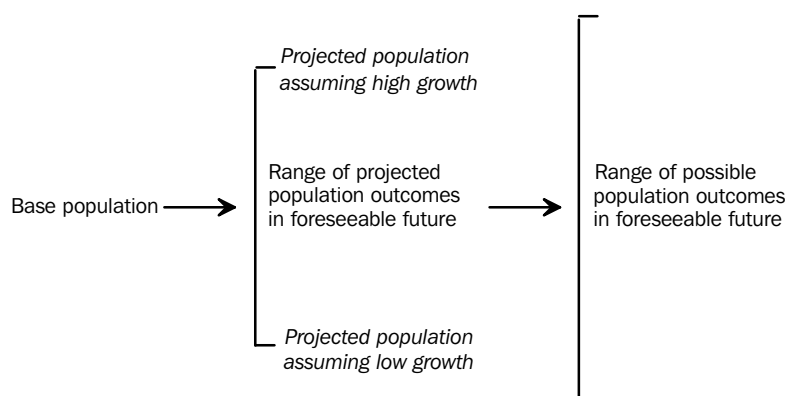 Projected population
assuming high growth
Base population
Range of projected
population outcomes
in foreseeable future
Range of possible
population outcomes
in foreseeable future
Projected population
assuming low growth